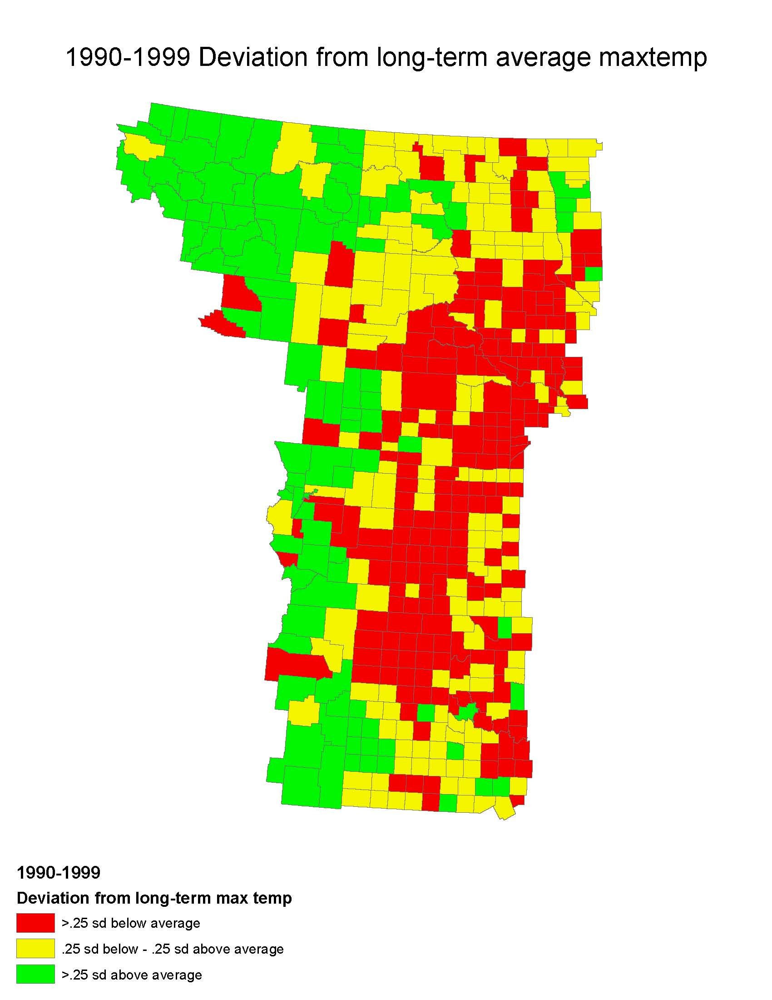 1990-1999 Deviation from long-term average maxtemp
1990-1999
Deviation from long-term max temp
>.25 sd below average
.25 sd below - .25 sd above average
>.25 sd above average